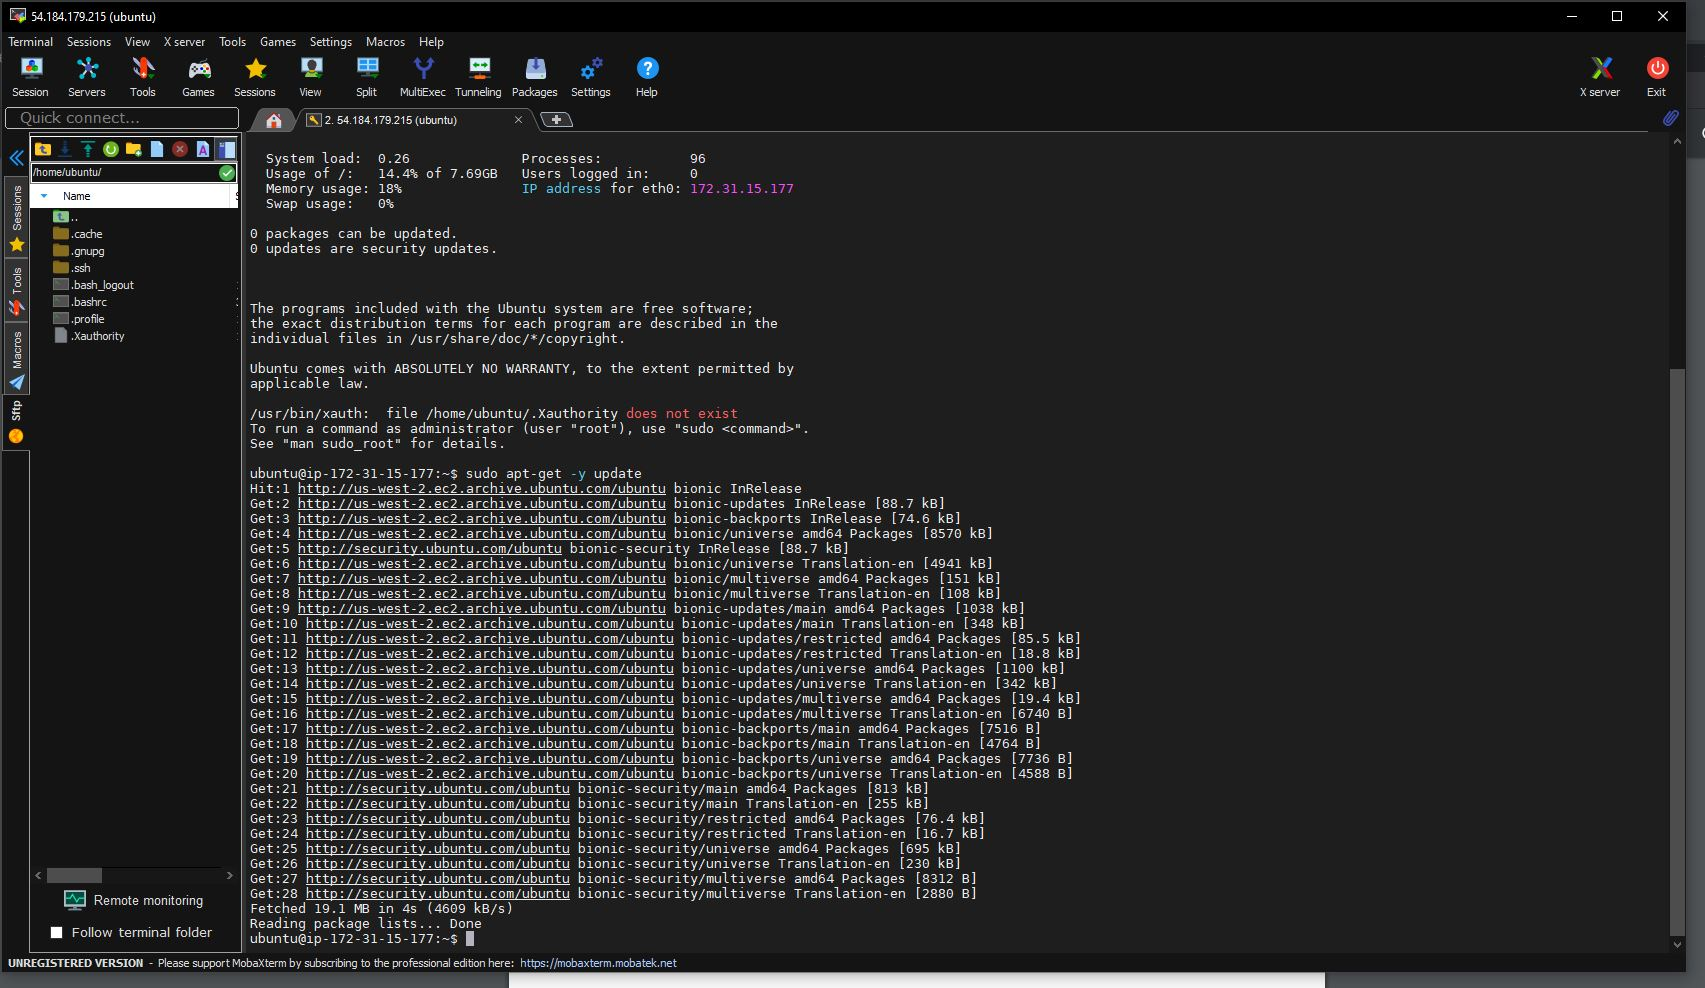 54.184.179.215 (ubuntu)
Terminal Sessions View X server Tools Games Settings Macros Help
Session Servers Tools Games Sessions View Split MultiExec Tunneling Packages Settings Help X server Exit
Quick connect...
2. 54.184.179.215 (ubuntu)
/home/ubuntu/
Name
..
.cache
.gnupg
.ssh
.bash_logout
.bashrc
.profile
.Xauthority
Sessions
Tools
Macros
Sftp
Remote monitoring
Follow terminal folder
System load: 0.26 Processes: 96
Usage of /: 14.4% of 7.69GB Users logged in: 0
Memory usage: 18% IP address for eth0: 172.31.15.177
Swap usage: 0%
0 packages can be updated.
0 updates are security updates.
The programs included with the Ubuntu system are free software;
the exact distribution terms for each program are described in the
individual files in /usr/share/doc/*/copyright.
Ubuntu comes with ABSOLUTELY NO WARRANTY, to the extent permitted by
applicable law.
/usr/bin/xauth: file /home/ubuntu/.Xauthority does not exist
To run a command as administrator (user "root"), use "sudo <command>".
See "man sudo_root" for details.
ubuntu@ip-172-31-15-177:~$ sudo apt-get -y update
Hit:1 http://us-west-2.ec2.archive.ubuntu.com/ubuntu bionic InRelease
Get:2 http://us-west-2.ec2.archive.ubuntu.com/ubuntu bionic-updates InRelease [88.7 kB]
Get:3 http://us-west-2.ec2.archive.ubuntu.com/ubuntu bionic-backports InRelease [74.6 kB]
Get:4 http://us-west-2.ec2.archive.ubuntu.com/ubuntu bionic/universe amd64 Packages [8570 kB]
Get:5 http://security.ubuntu.com/ubuntu bionic-security InRelease [88.7 kB]
Get:6 http://us-west-2.ec2.archive.ubuntu.com/ubuntu bionic/universe Translation-en [4941 kB]
Get:7 http://us-west-2.ec2.archive.ubuntu.com/ubuntu bionic/multiverse amd64 Packages [151 kB]
Get:8 http://us-west-2.ec2.archive.ubuntu.com/ubuntu bionic/multiverse Translation-en [108 kB]
Get:9 http://us-west-2.ec2.archive.ubuntu.com/ubuntu bionic-updates/main amd64 Packages [1038 kB]
Get:10 http://us-west-2.ec2.archive.ubuntu.com/ubuntu bionic-updates/main Translation-en [348 kB]
Get:11 http://us-west-2.ec2.archive.ubuntu.com/ubuntu bionic-updates/restricted amd64 Packages [85.5 kB]
Get:12 http://us-west-2.ec2.archive.ubuntu.com/ubuntu bionic-updates/restricted Translation-en [18.8 kB]
Get:13 http://us-west-2.ec2.archive.ubuntu.com/ubuntu bionic-updates/universe amd64 Packages [1100 kB]
Get:14 http://us-west-2.ec2.archive.ubuntu.com/ubuntu bionic-updates/universe Translation-en [342 kB]
Get:15 http://us-west-2.ec2.archive.ubuntu.com/ubuntu bionic-updates/multiverse amd64 Packages [19.4 kB]
Get:16 http://us-west-2.ec2.archive.ubuntu.com/ubuntu bionic-updates/multiverse Translation-en [6740 B]
Get:17 http://us-west-2.ec2.archive.ubuntu.com/ubuntu bionic-backports/main amd64 Packages [7516 B]
Get:18 http://us-west-2.ec2.archive.ubuntu.com/ubuntu bionic-backports/main Translation-en [4764 B]
Get:19 http://us-west-2.ec2.archive.ubuntu.com/ubuntu bionic-backports/universe amd64 Packages [7736 B]
Get:20 http://us-west-2.ec2.archive.ubuntu.com/ubuntu bionic-backports/universe Translation-en [4588 B]
Get:21 http://security.ubuntu.com/ubuntu bionic-security/main amd64 Packages [813 kB]
Get:22 http://security.ubuntu.com/ubuntu bionic-security/main Translation-en [255 kB]
Get:23 http://security.ubuntu.com/ubuntu bionic-security/restricted amd64 Packages [76.4 kB]
Get:24 http://security.ubuntu.com/ubuntu bionic-security/restricted Translation-en [16.7 kB]
Get:25 http://security.ubuntu.com/ubuntu bionic-security/universe amd64 Packages [695 kB]
Get:26 http://security.ubuntu.com/ubuntu bionic-security/universe Translation-en [230 kB]
Get:27 http://security.ubuntu.com/ubuntu bionic-security/multiverse amd64 Packages [8312 B]
Get:28 http://security.ubuntu.com/ubuntu bionic-security/multiverse Translation-en [2880 B]
Fetched 19.1 MB in 4s (4609 kB/s)
Reading package lists... Done
ubuntu@ip-172-31-15-177:~$
UNREGISTERED VERSION - Please support MobaXterm by subscribing to the professional edition here: https://mobaxterm.mobatek.net